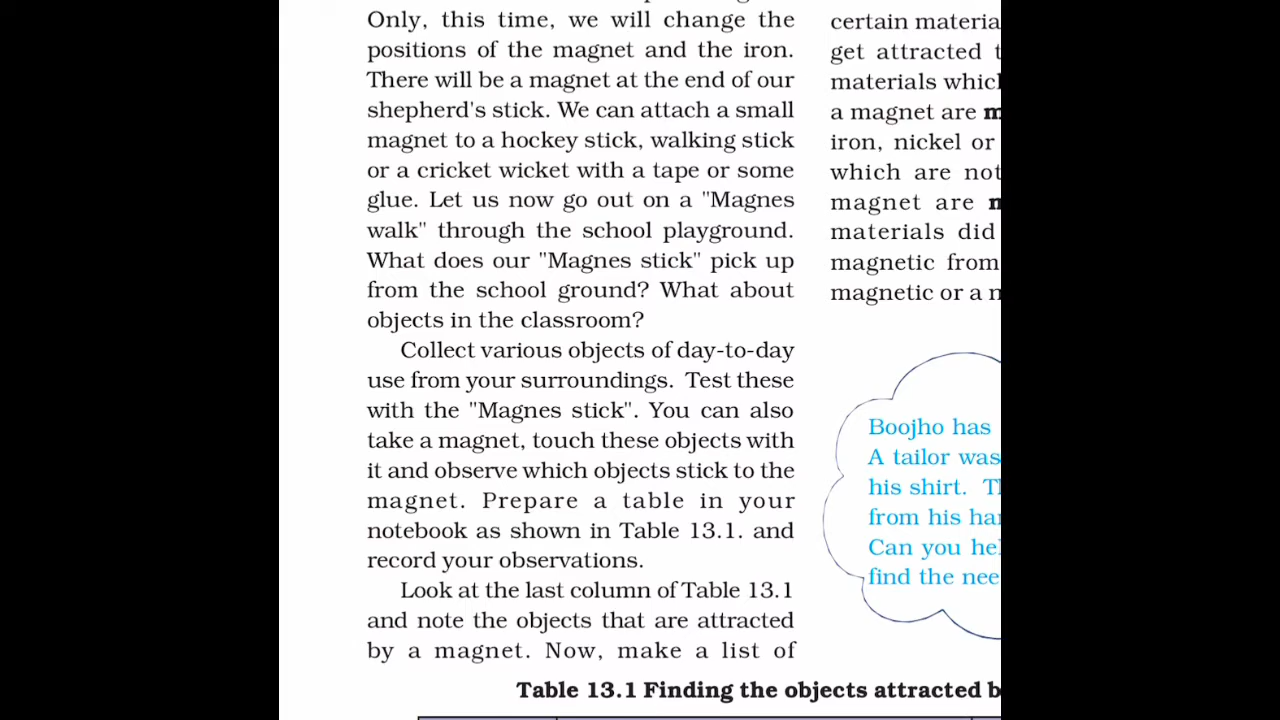 Only, this time, we will change the
positions of the magnet and the iron.
There will be a magnet at the end of our
shepherd's stick. We can attach a small
magnet to a hockey stick, walking stick
or a cricket wicket with a tape or some
glue. Let us now go out on a "Magnes
walk" through the school playground.
What does our "Magnes stick" pick up
from the school ground? What about
objects in the classroom?
Collect various objects of day-to-day
use from your surroundings. Test these
with the "Magnes stick". You can also
take a magnet, touch these objects with
it and observe which objects stick to the
magnet. Prepare a table in your
notebook as shown in Table 13.1. and
record your observations.
Look at the last column of Table 13.1
and note the objects that are attracted
by a magnet. Now, make a list of
certain
get attracted
materials
a magnet are
iron, nickel or
which are not
magnet are
materials did
magnetic from
magnetic or a
Boojho has
A tailor was
his shirt.
from his
Can you
find the
Table 13.1 Finding the objects attracted